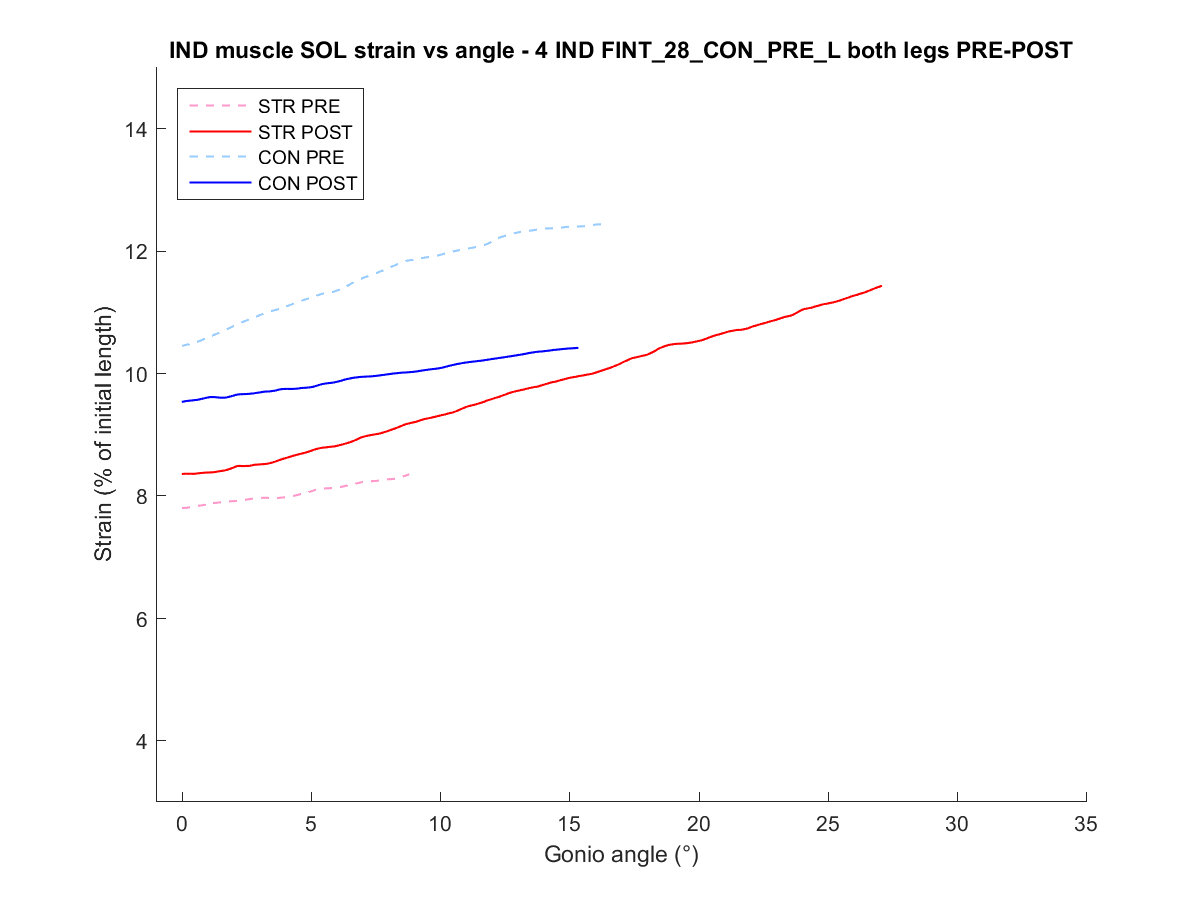 IND muscle SOL strain vs angle - 4 IND FINT_28_CON_PRE_L both legs PRE-POST
STR PRE
STR POST
CON PRE
CON POST
14
12
10
8
6
4
Strain (% of initial length)
0 5 10 15 20 25 30 35
Gonio angle (°)